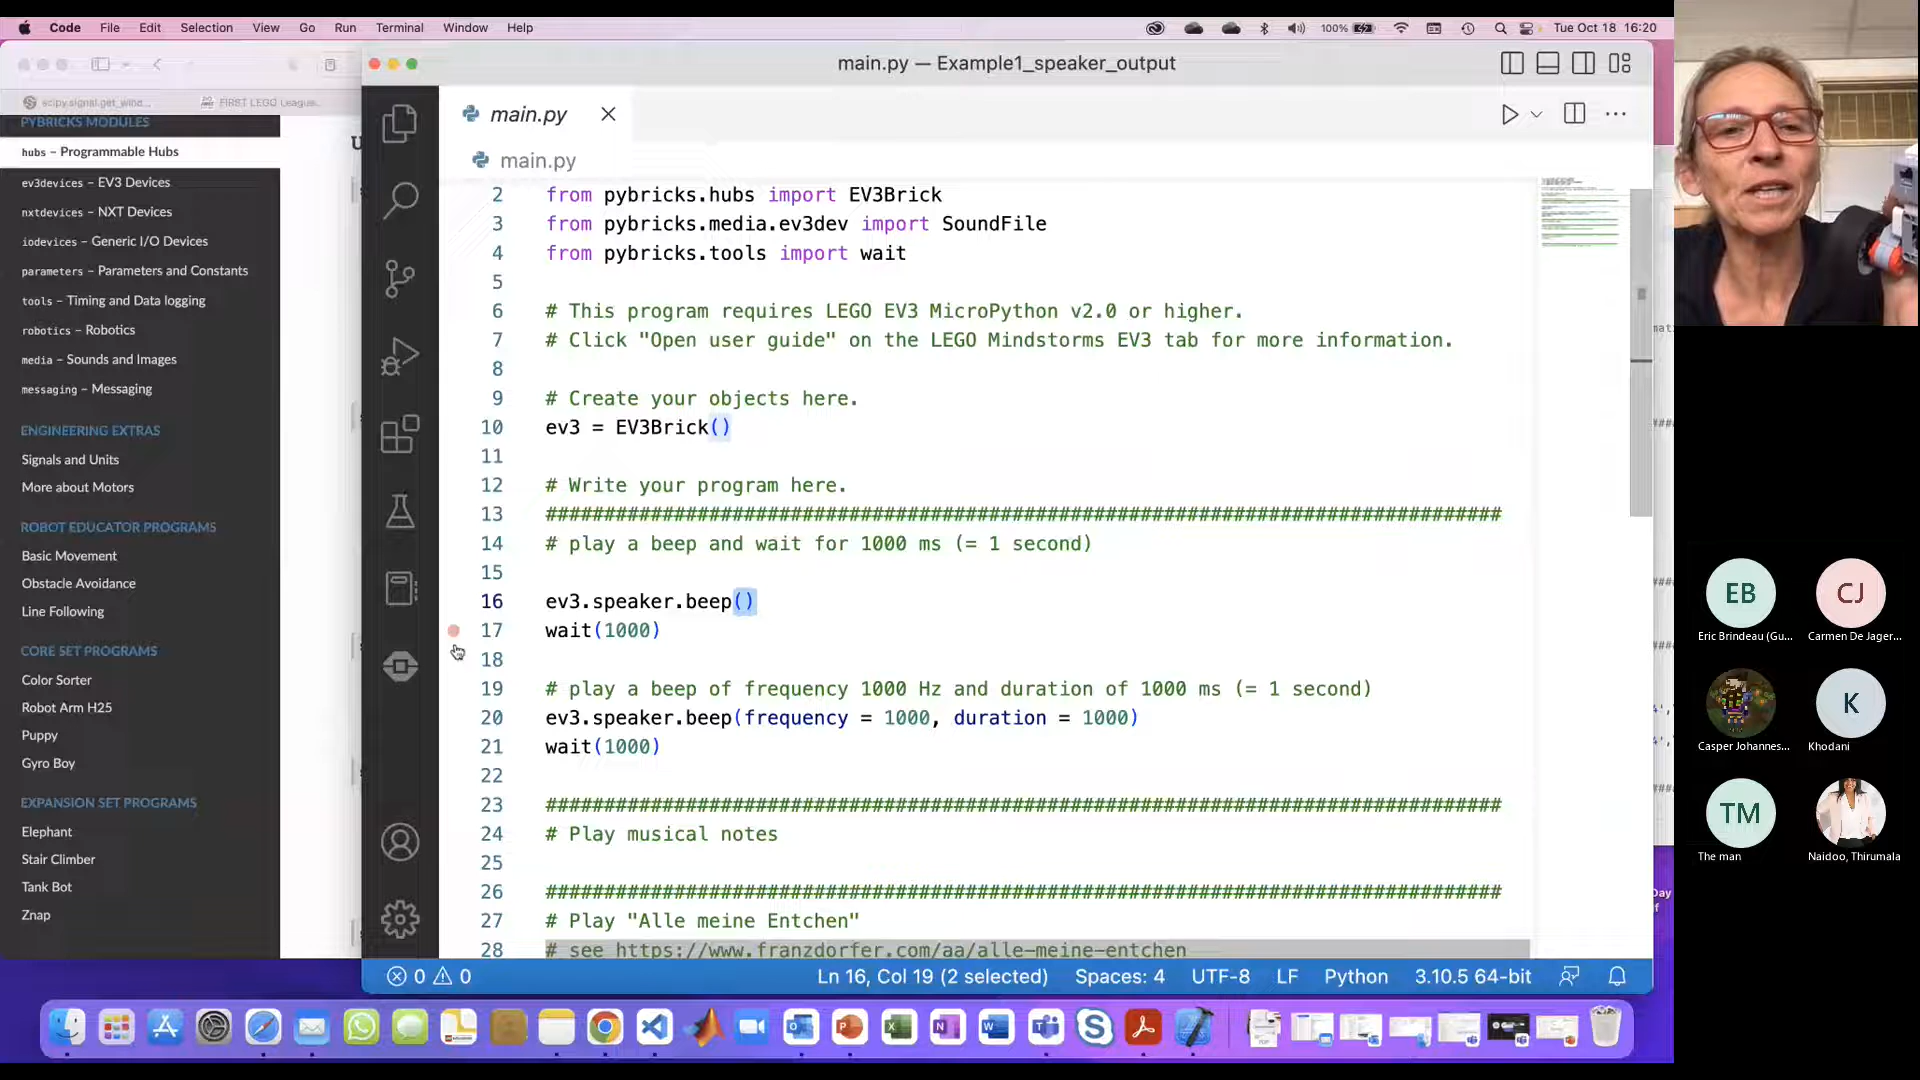 Code File Edit Selection View Go Run Terminal Window Help
100%
Tue Oct 18 16:20
main.py — Example1_speaker_output
scipy.signal.get_wind...
FIRST LEGO League...
PYBRICKS MODULES
hubs – Programmable Hubs
ev3devices – EV3 Devices
nxtdevices – NXT Devices
iodevices – Generic I/O Devices
parameters – Parameters and Constants
tools – Timing and Data logging
robotics – Robotics
media – Sounds and Images
messaging – Messaging
ENGINEERING EXTRAS
Signals and Units
More about Motors
ROBOT EDUCATOR PROGRAMS
Basic Movement
Obstacle Avoidance
Line Following
CORE SET PROGRAMS
Color Sorter
Robot Arm H25
Puppy
Gyro Boy
EXPANSION SET PROGRAMS
Elephant
Stair Climber
Tank Bot
Znap
main.py
main.py
2 from pybricks.hubs import EV3Brick
3 from pybricks.media.ev3dev import SoundFile
4 from pybricks.tools import wait
5
6 # This program requires LEGO EV3 MicroPython v2.0 or higher.
7 # Click "Open user guide" on the LEGO Mindstorms EV3 tab for more information.
8
9 # Create your objects here.
10 ev3 = EV3Brick()
11
12 # Write your program here.
13 ##################################################################################
14 # play a beep and wait for 1000 ms (= 1 second)
15
16 ev3.speaker.beep()
17 wait(1000)
18
19 # play a beep of frequency 1000 Hz and duration of 1000 ms (= 1 second)
20 ev3.speaker.beep(frequency = 1000, duration = 1000)
21 wait(1000)
22
23 ##################################################################################
24 # Play musical notes
25
26 ##################################################################################
27 # Play "Alle meine Entchen"
28 # see https://www.franzdorfer.com/aa/alle-meine-entchen
0 0
Ln 16, Col 19 (2 selected)
Spaces: 4
UTF-8
LF
Python
3.10.5 64-bit
EB
Eric Brindeau (Gu...
CJ
Carmen De Jager...
Casper Johannes...
K
Khodani
TM
The man
Naidoo, Thirumala
Day